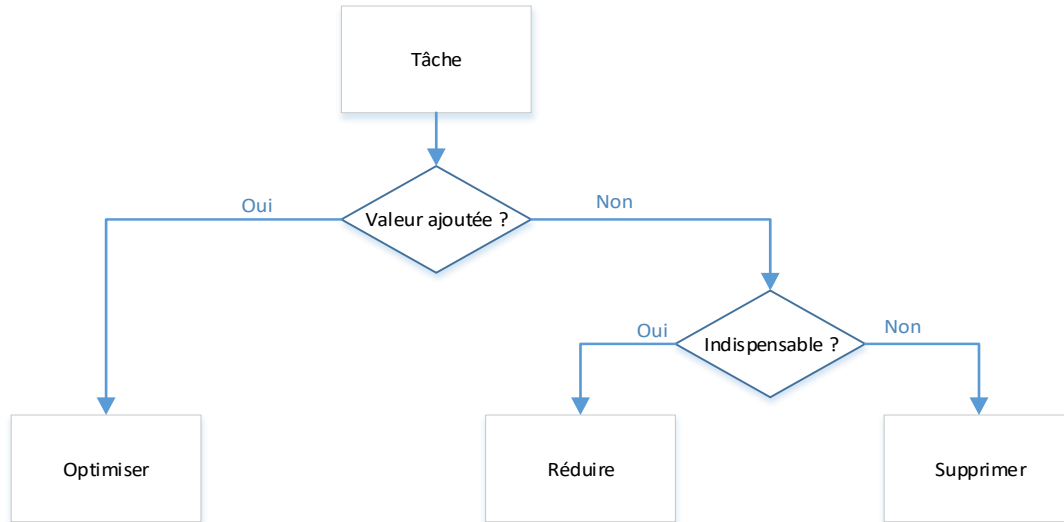 Tâche
Oui
Valeur ajoutée ?
Non
Oui
Indispensable ?
Non
Optimiser
Réduire
Supprimer